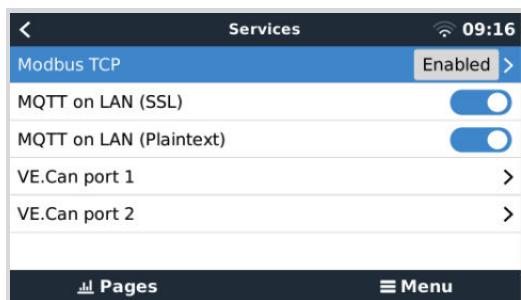 Services 09:16
Modbus TCP Enabled
MQTT on LAN (SSL)
MQTT on LAN (Plaintext)
VE.Can port 1
VE.Can port 2
Pages Menu